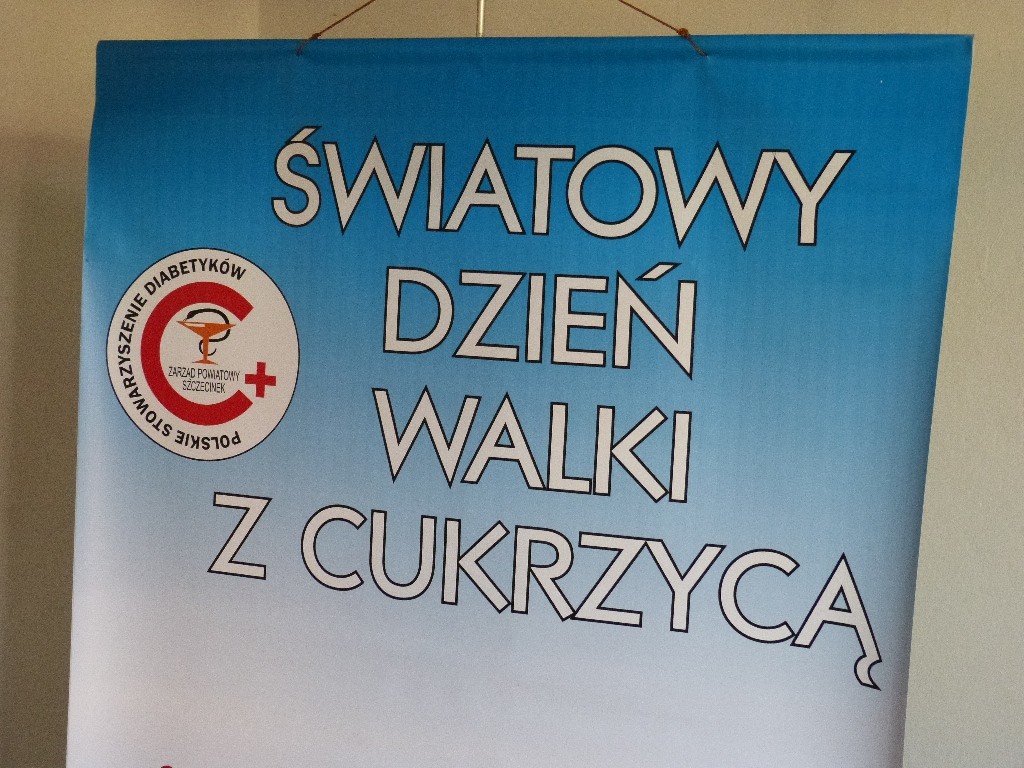 ŚWIATOWY
DZIEŃ
WALKI
Z CUKRZYCĄ
POLSKIE STOWARZYSZENIE DIABETYKÓW
ZARZĄD POWIATOWY
SZCZECINEK